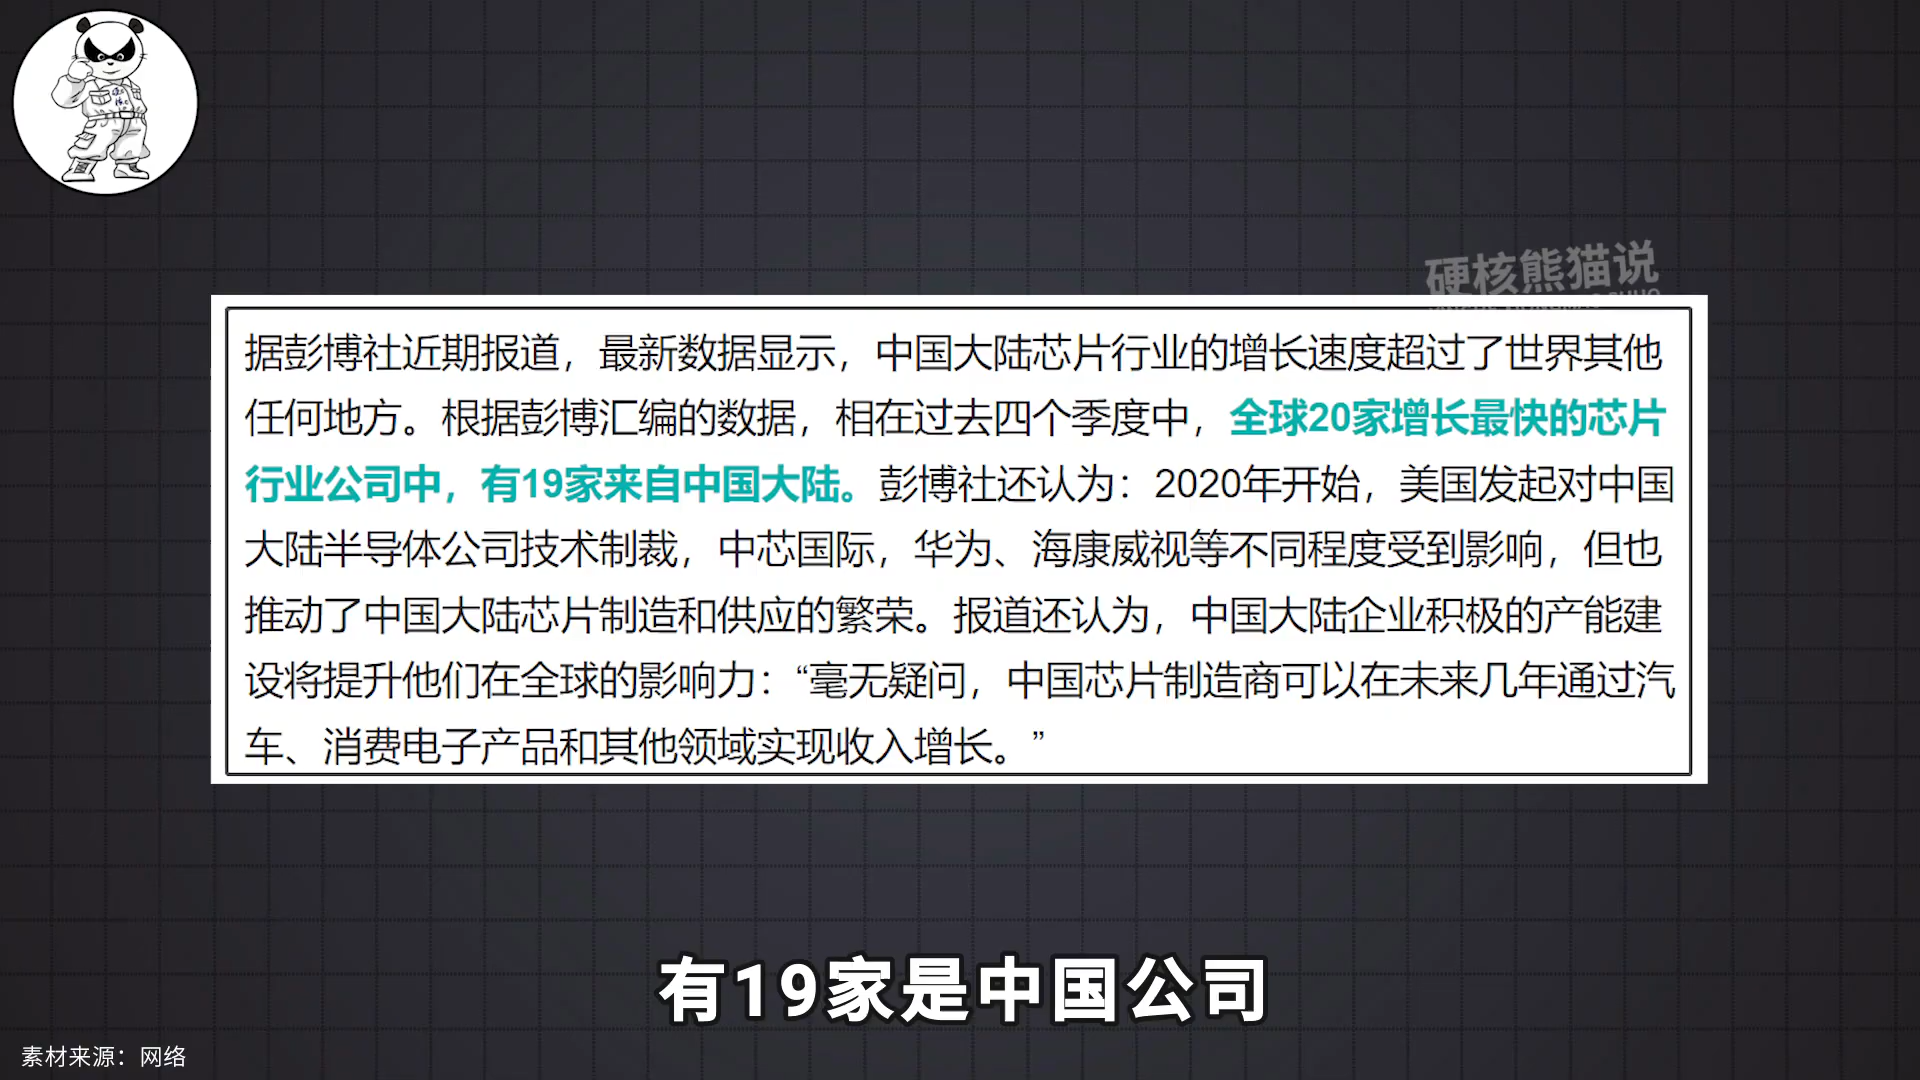 硬核熊猫说
据彭博社近期报道，最新数据显示，中国大陆芯片行业的增长速度超过了世界其他
任何地方。根据彭博汇编的数据，相在过去四个季度中，全球20家增长最快的芯片
行业公司中，有19家来自中国大陆。彭博社还认为：2020年开始，美国发起对中国
大陆半导体公司技术制裁，中芯国际，华为、海康威视等不同程度受到影响，但也
推动了中国大陆芯片制造和供应的繁荣。报道还认为，中国大陆企业积极的产能建
设将提升他们在全球的影响力：“毫无疑问，中国芯片制造商可以在未来几年通过汽
车、消费电子产品和其他领域实现收入增长。”
有19家是中国公司
素材来源：网络